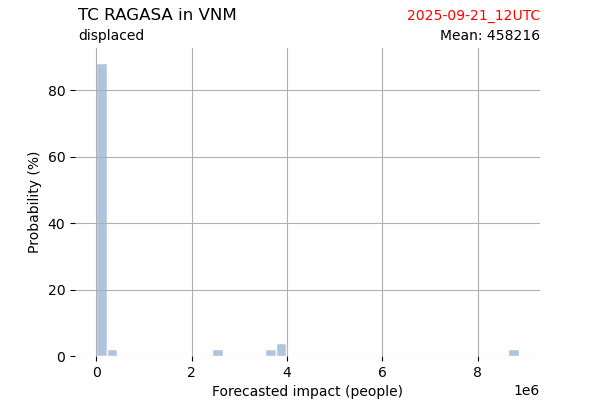 TC RAGASA in VNM
2025-09-21_12UTC
displaced
Mean: 458216
Probability (%)
80
60
40
20
0
0 2 4 6 8
1e6
Forecasted impact (people)